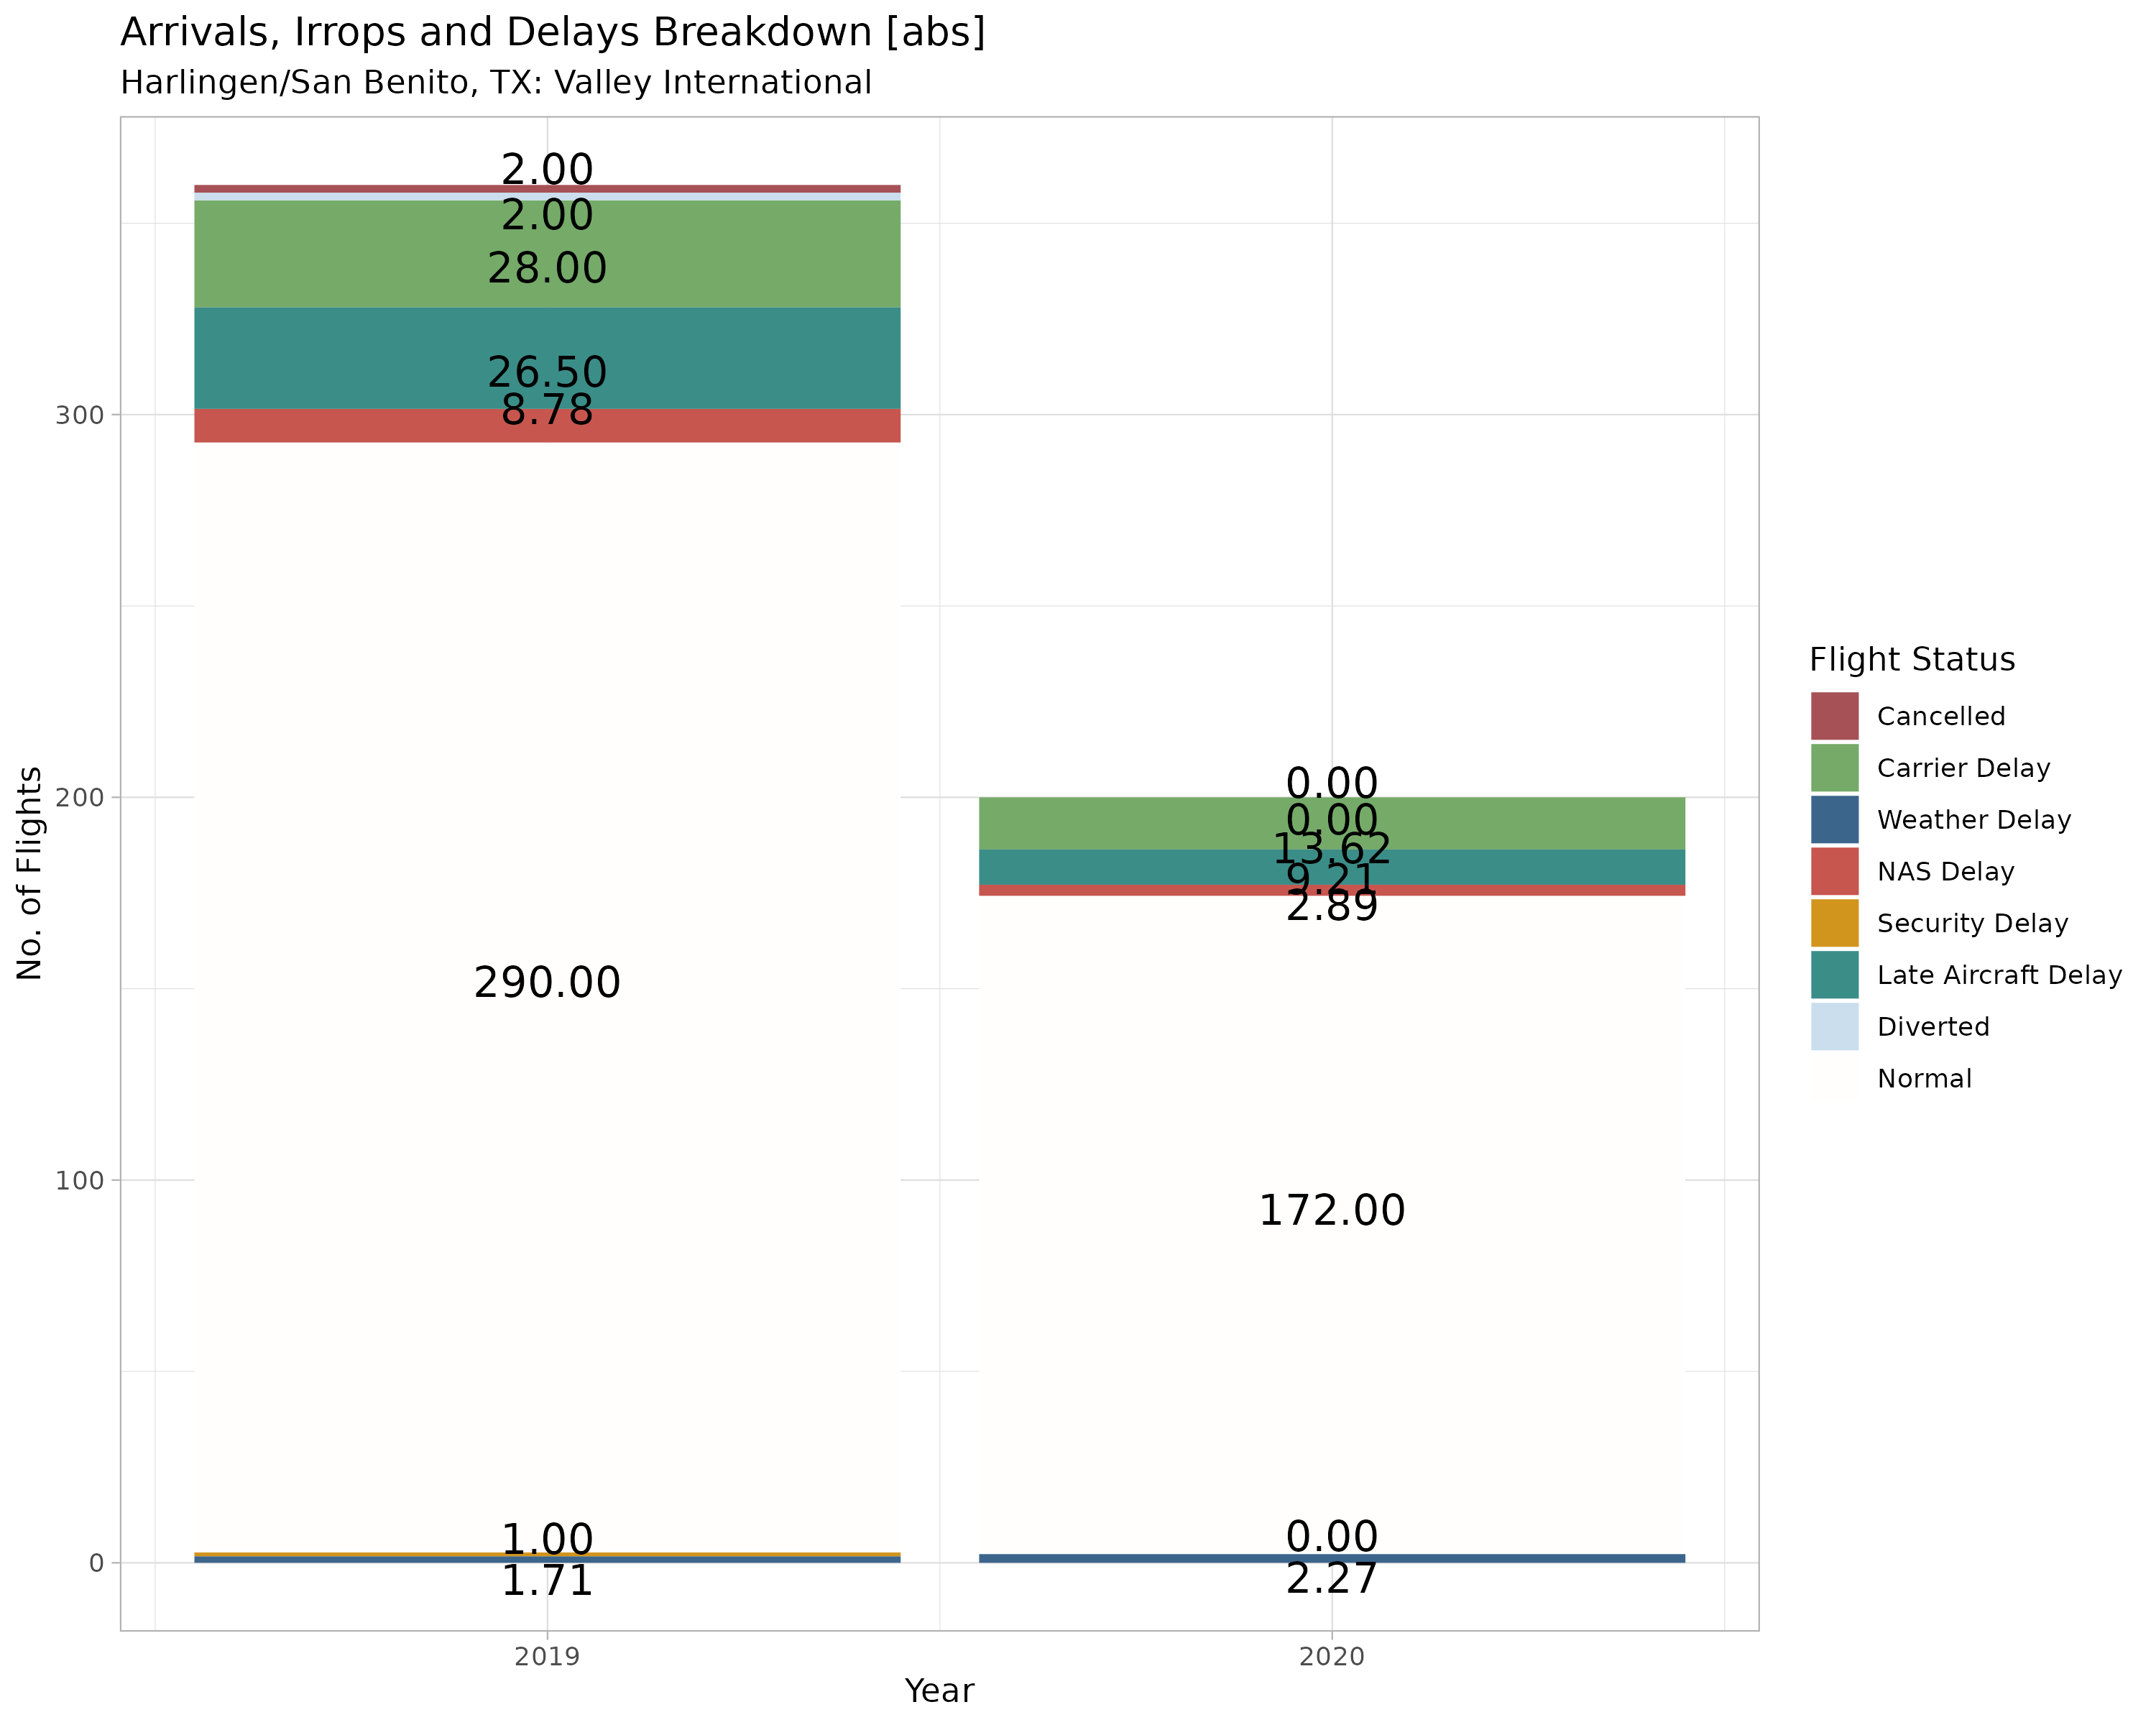 Arrivals, Irrops and Delays Breakdown [abs]
Harlingen/San Benito, TX: Valley International
2.00
2.00
28.00
26.50
8.78
290.00
1.00
1.71
0.00
0.00
13.62
9.21
2.89
172.00
0.00
2.27
300
200
100
0
No. of Flights
2019
2020
Year
Flight Status
Cancelled
Carrier Delay
Weather Delay
NAS Delay
Security Delay
Late Aircraft Delay
Diverted
Normal